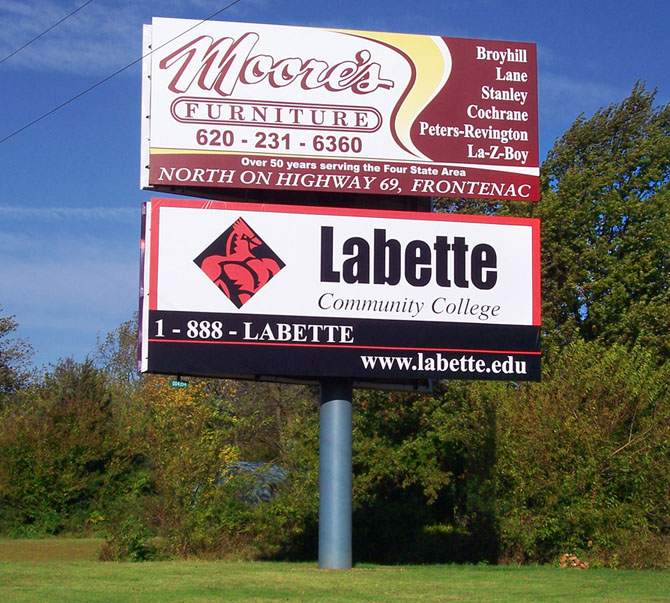 Moore's
FURNITURE
620 - 231 - 6360
Broyhill
Lane
Stanley
Cochrane
Peters-Revington
La-Z-Boy
Over 50 years serving the Four State Area
NORTH ON HIGHWAY 69, FRONTENAC
Labette
Community College
1 - 888 - LABETTE
www.labette.edu